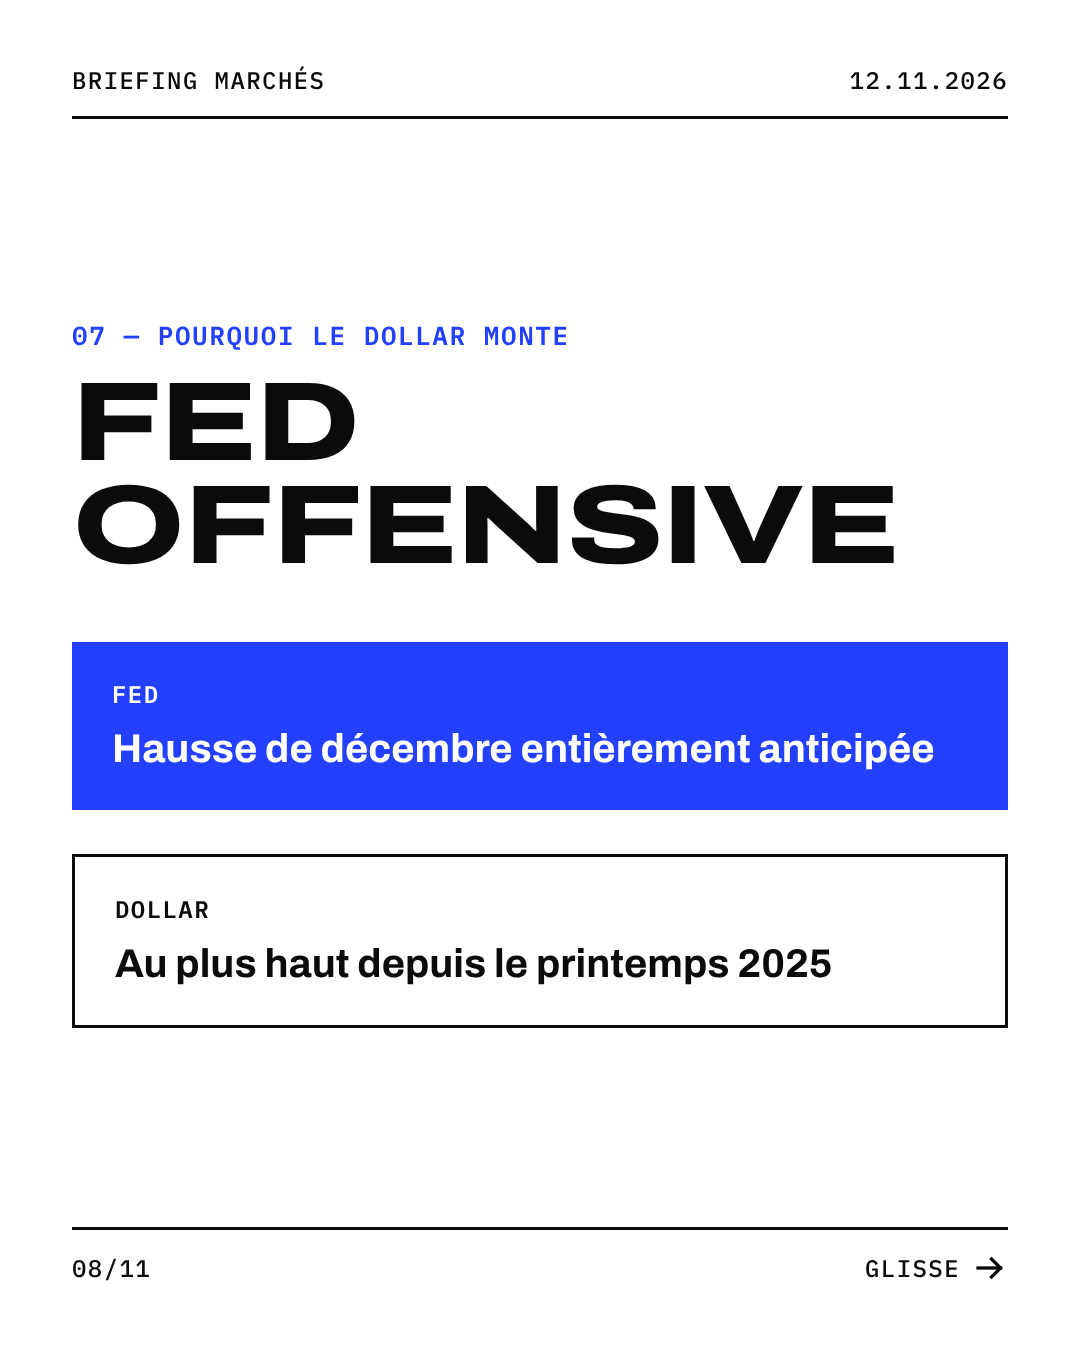 BRIEFING MARCHÉS
12.11.2026
07 — POURQUOI LE DOLLAR MONTE
FED
OFFENSIVE
FED
Hausse de décembre entièrement anticipée
DOLLAR
Au plus haut depuis le printemps 2025
08/11
GLISSE →